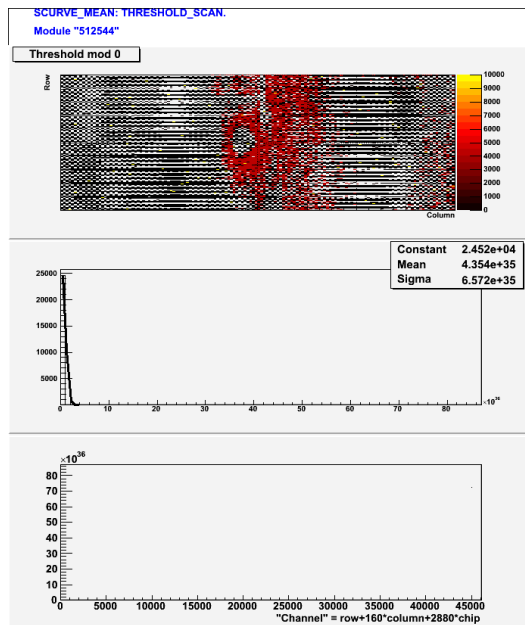 SCURVE_MEAN: THRESHOLD_SCAN.
Module "512544"
Threshold mod 0
Row
10000
9000
8000
7000
6000
5000
4000
3000
2000
1000
0
Column
Constant 2.452e+04
Mean 4.354e+35
Sigma 6.572e+35
25000
20000
15000
10000
5000
0 10 20 30 40 50 60 70 80 ×10
×10^36
80
70
60
50
40
30
20
10
0
0 5000 10000 15000 20000 25000 30000 35000 40000 45000
"Channel" = row+160*column+2880*chip